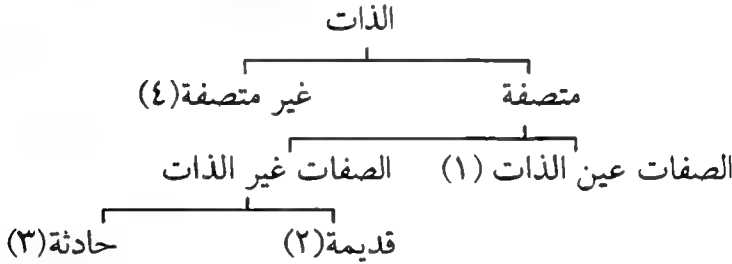 الذات
متصفة غير متصفة(٤)
الصفات عين الذات (١) الصفات غير الذات
قديمة(٢) حادثة(٣)